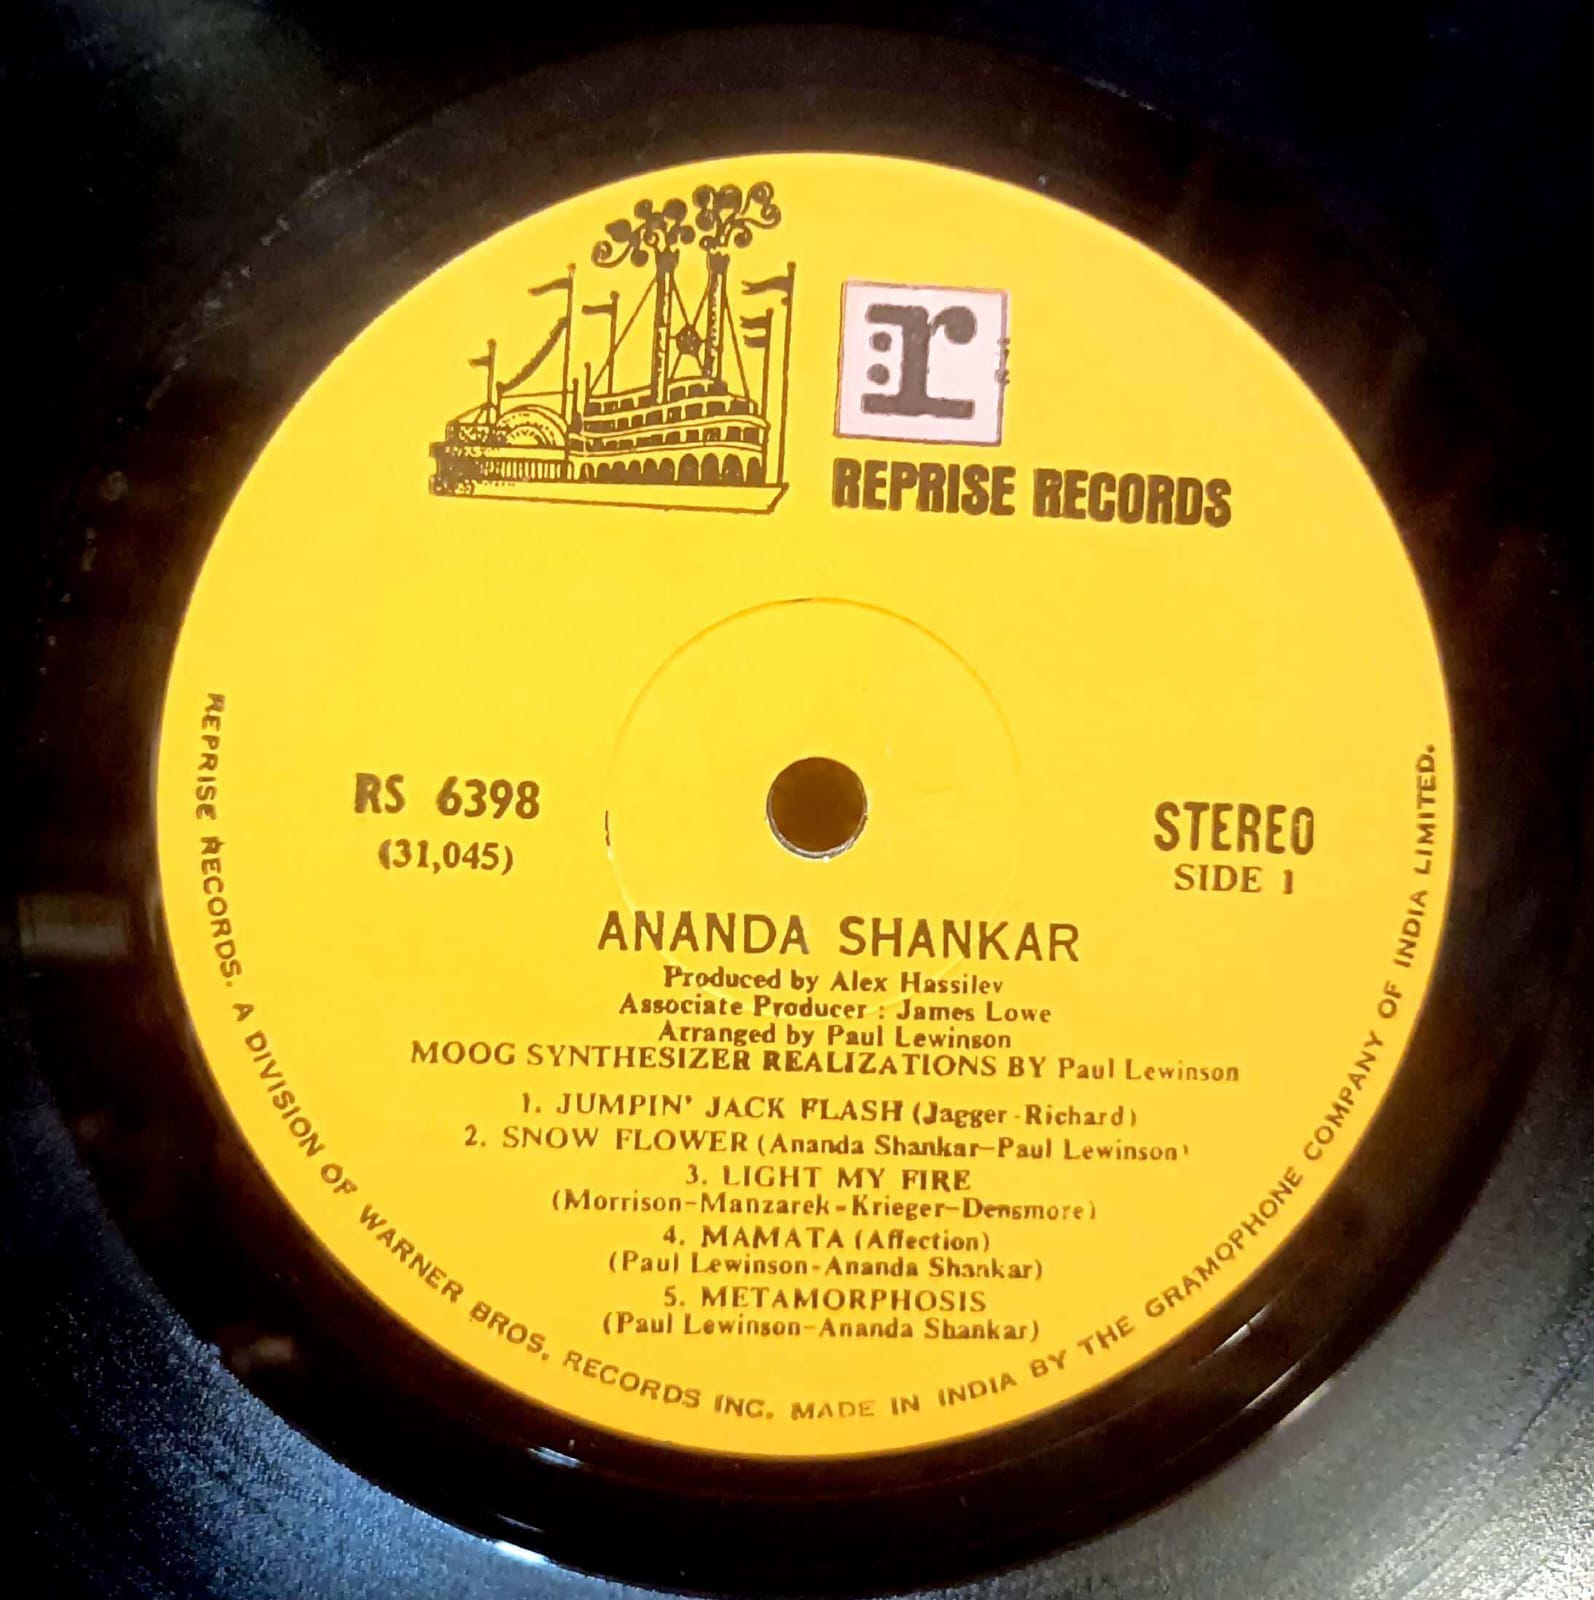 r
REPRISE RECORDS
RS 6398
(31,045)
STEREO
SIDE 1
ANANDA SHANKAR
Produced by Alex Hassilev
Associate Producer : James Lowe
Arranged by Paul Lewinson
MOOG SYNTHESIZER REALIZATIONS BY Paul Lewinson
1. JUMPIN' JACK FLASH (Jagger-Richard)
2. SNOW FLOWER (Ananda Shankar-Paul Lewinson)
3. LIGHT MY FIRE
(Morrison-Manzarek-Krieger-Densmore)
4. MAMATA (Affection)
(Paul Lewinson-Ananda Shankar)
5. METAMORPHOSIS
(Paul Lewinson-Ananda Shankar)
REPRISE RECORDS. A DIVISION OF WARNER BROS. RECORDS INC. MADE IN INDIA BY THE GRAMOPHONE COMPANY OF INDIA LIMITED.